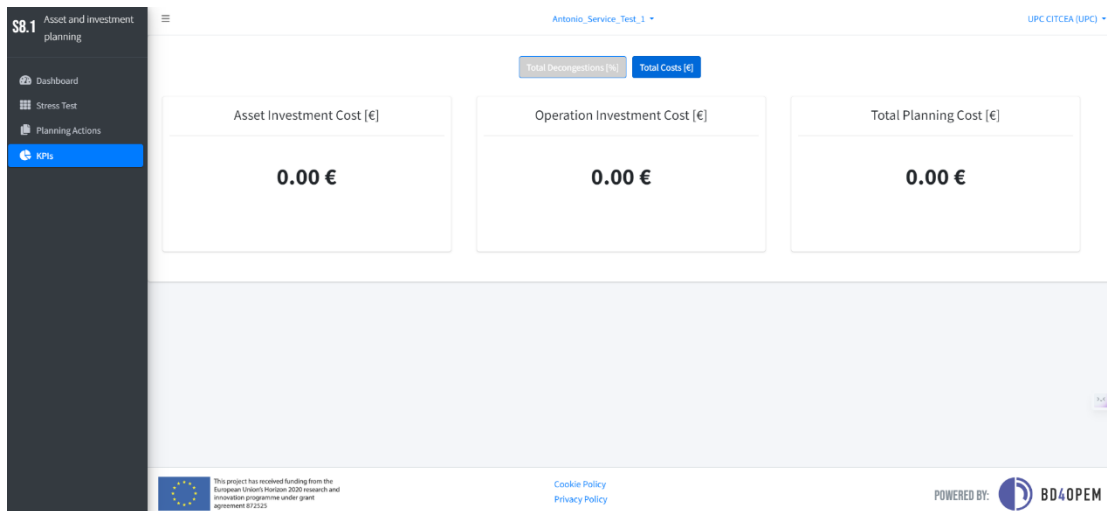 S8.1
Asset and investment
planning
Antonio_Service_Test_1
UPC CITCEA (UPC)
Dashboard
Stress Test
Planning Actions
KPIs
Total Decongestions [%]
Total Costs [€]
Asset Investment Cost [€]
0.00 €
Operation Investment Cost [€]
0.00 €
Total Planning Cost [€]
0.00 €
This project has received funding from the
European Union's Horizon 2020 research and
innovation programme under grant
agreement 872525
Cookie Policy
Privacy Policy
POWERED BY:
BD4OPEM